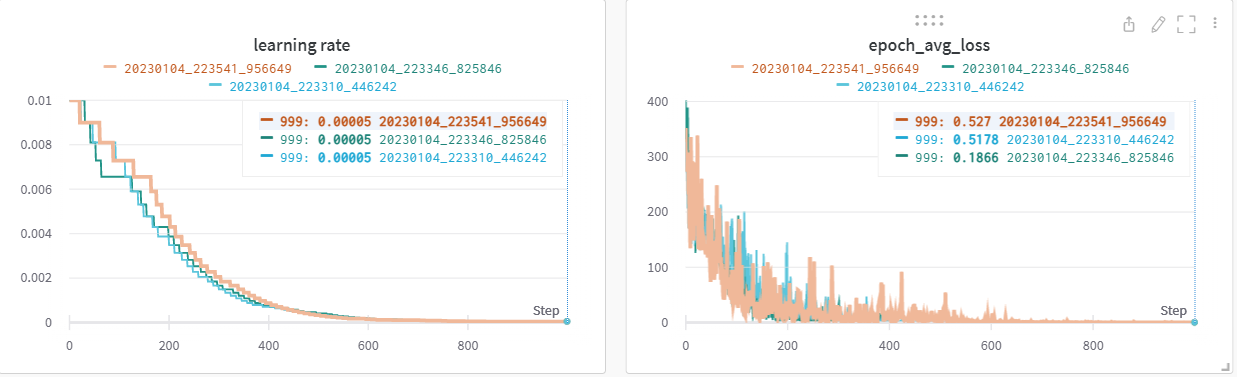 learning rate
20230104_223541_956649 20230104_223346_825846
20230104_223310_446242
0.01
0.008
0.006
0.004
0.002
0
999: 0.00005 20230104_223541_956649
999: 0.00005 20230104_223346_825846
999: 0.00005 20230104_223310_446242
Step
0 200 400 600 800
epoch_avg_loss
20230104_223541_956649 20230104_223346_825846
20230104_223310_446242
400
300
200
100
0
999: 0.527 20230104_223541_956649
999: 0.5178 20230104_223310_446242
999: 0.1866 20230104_223346_825846
Step
0 200 400 600 800